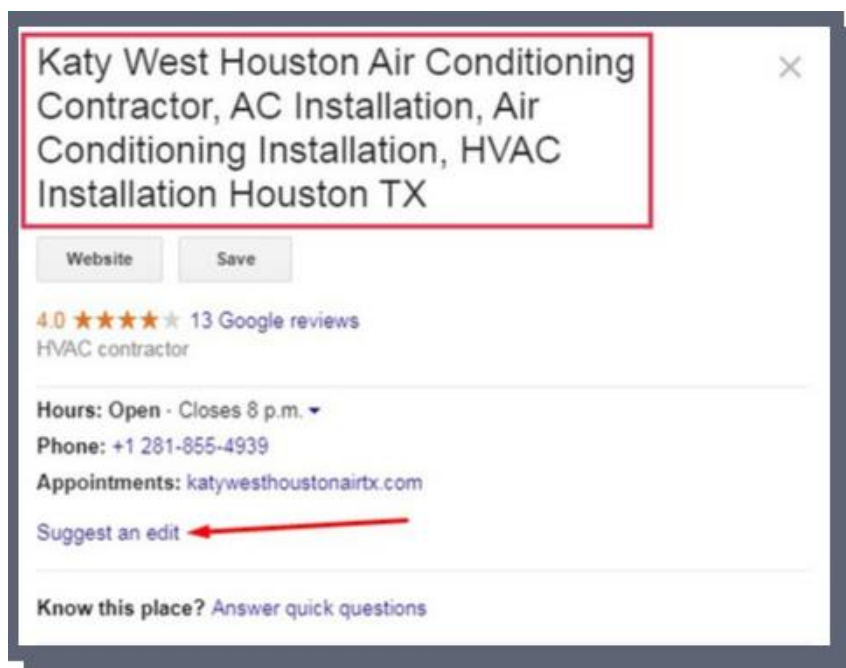 Katy West Houston Air Conditioning
Contractor, AC Installation, Air
Conditioning Installation, HVAC
Installation Houston TX
Website Save
4.0 ★★★★★ 13 Google reviews
HVAC contractor
Hours: Open · Closes 8 p.m.
Phone: +1 281-855-4939
Appointments: katywesthoustonairtx.com
Suggest an edit
Know this place? Answer quick questions